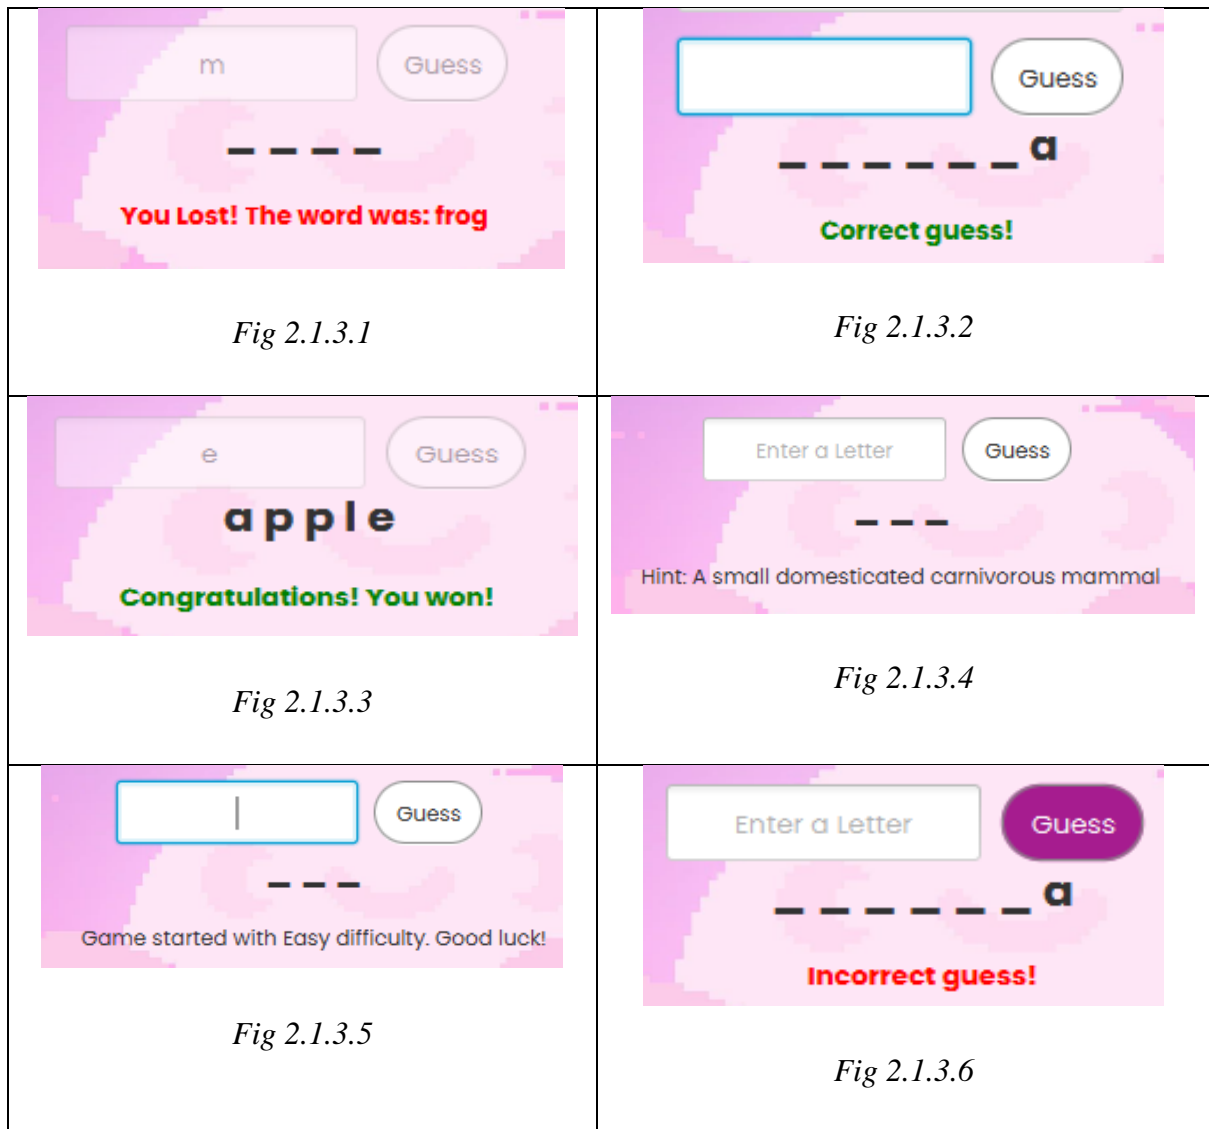 m Guess
_ _ _ _
You Lost! The word was: frog
Fig 2.1.3.1
Guess
_ _ _ _ _ _ a
Correct guess!
Fig 2.1.3.2
e Guess
a p p l e
Congratulations! You won!
Fig 2.1.3.3
Enter a Letter Guess
_ _ _
Hint: A small domesticated carnivorous mammal
Fig 2.1.3.4
Guess
_ _ _
Game started with Easy difficulty. Good luck!
Fig 2.1.3.5
Enter a Letter Guess
_ _ _ _ _ _ a
Incorrect guess!
Fig 2.1.3.6